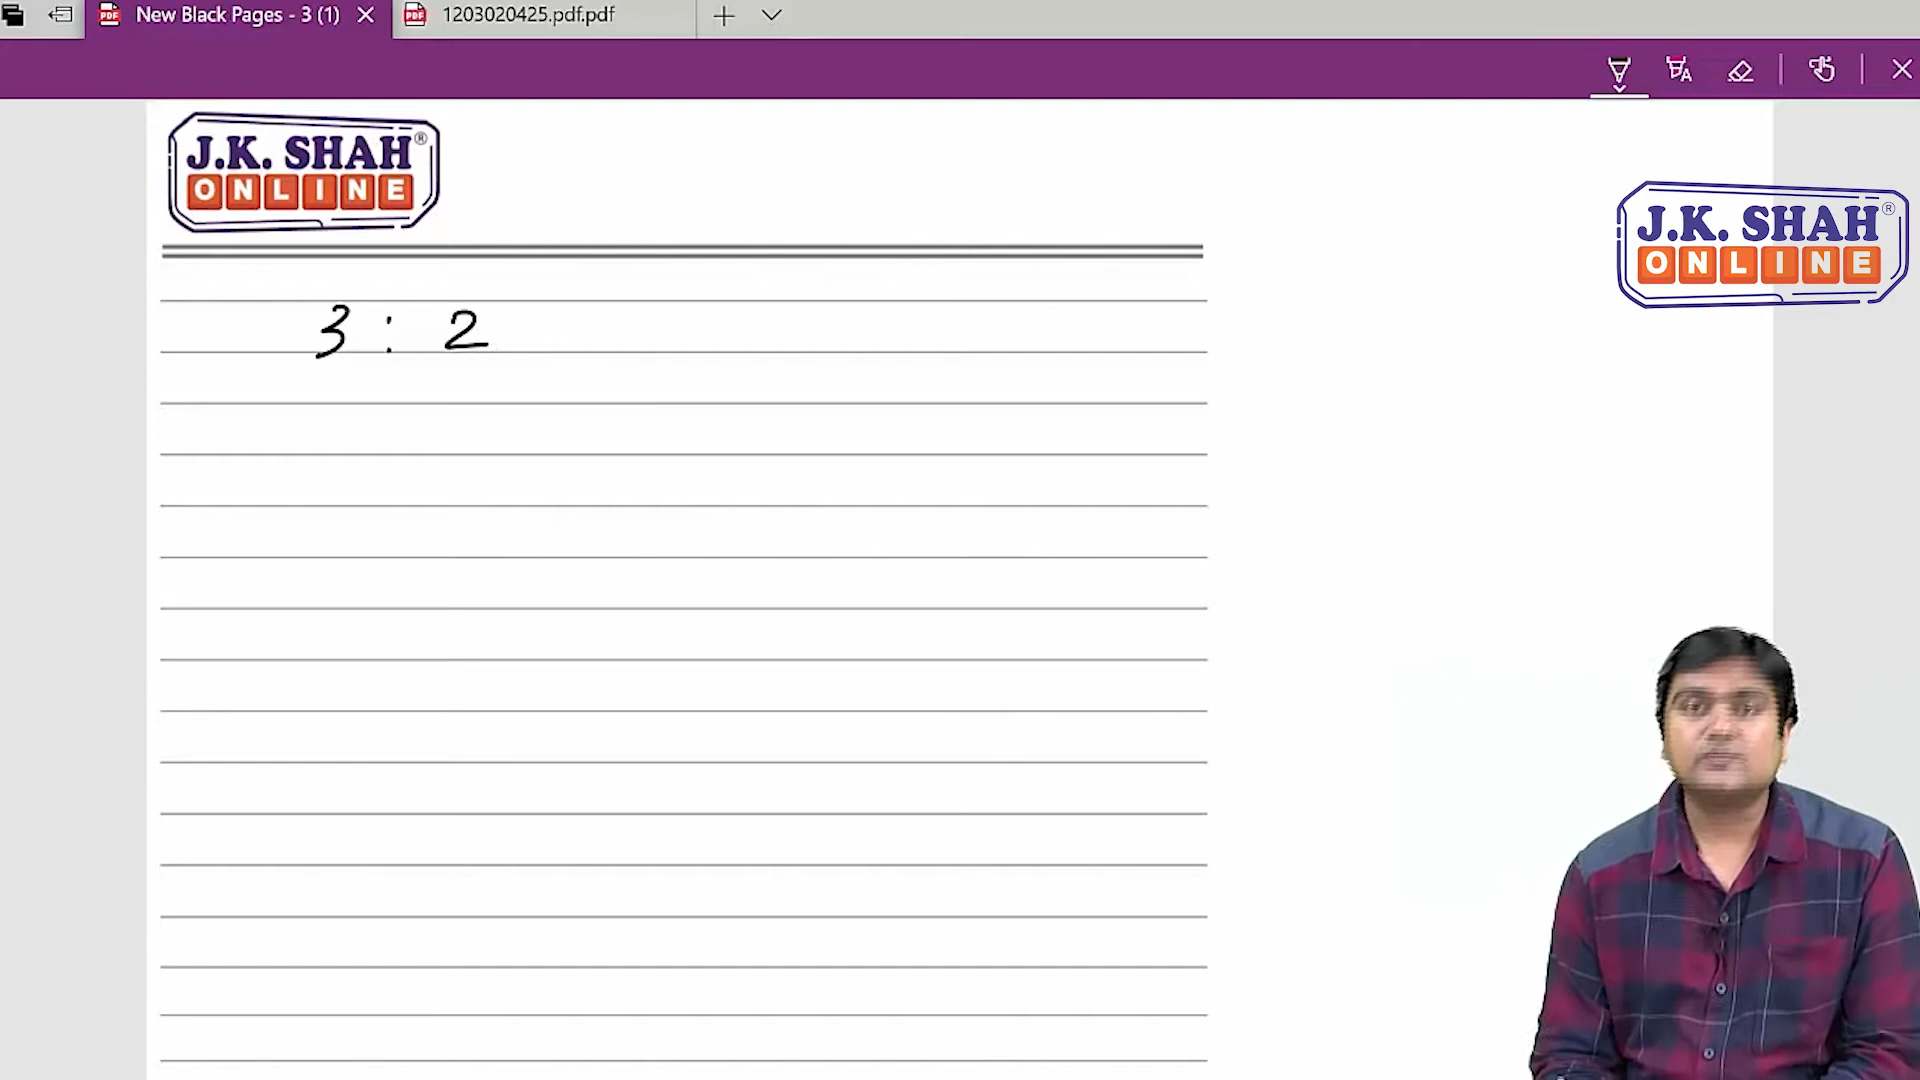 New Black Pages - 3 (1)
1203020425.pdf.pdf
J.K. SHAH®
ONLINE
J.K. SHAH®
ONLINE
3 : 2